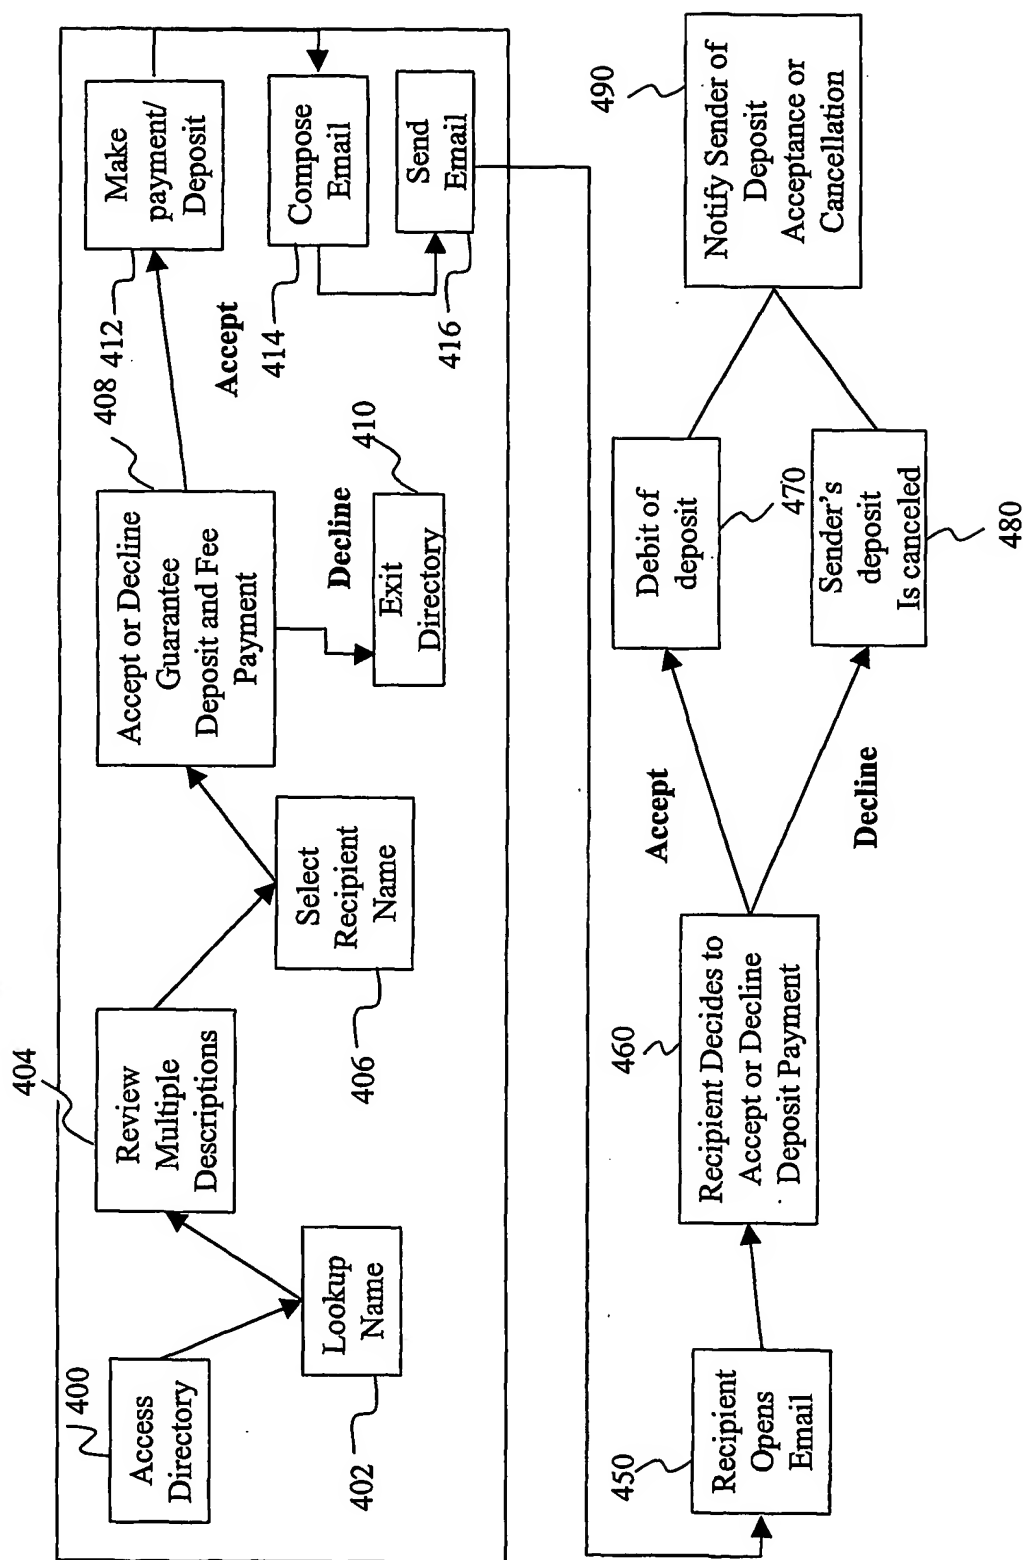 400
Access
Directory
Lookup
Name
402
404
Review
Multiple
Descriptions
Select
Recipient
Name
406
408
Accept or Decline
Guarantee
Deposit and Fee
Payment
Decline
410
Exit
Directory
412
Make
payment/
Deposit
Accept
414
Compose
Email
416
Send
Email
450
Recipient
Opens
Email
460
Recipient Decides to
Accept or Decline
Deposit Payment
Accept
Decline
Debit of
deposit
470
Sender's
deposit
Is canceled
480
490
Notify Sender of
Deposit
Acceptance or
Cancellation